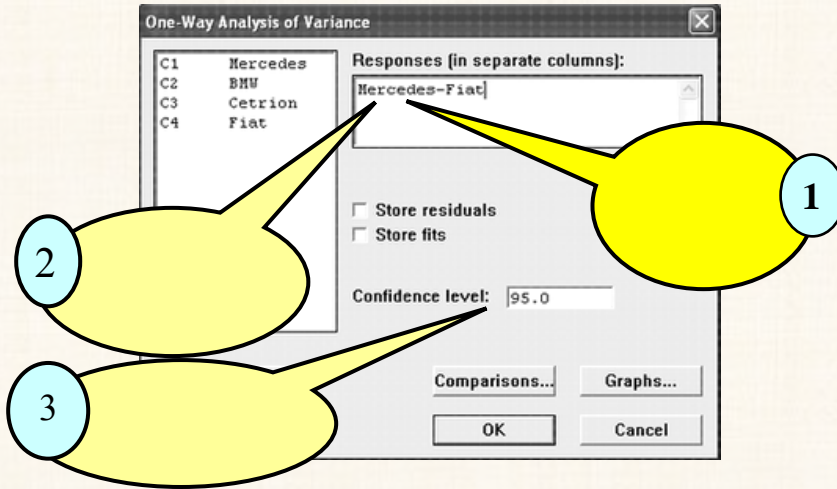 One-Way Analysis of Variance
C1 Mercedes
C2 BMW
C3 Cetrion
C4 Fiat
Responses (in separate columns):
Mercedes-Fiat
1
2
Store residuals
Store fits
Confidence level: 95.0
3
Comparisons... Graphs...
OK Cancel